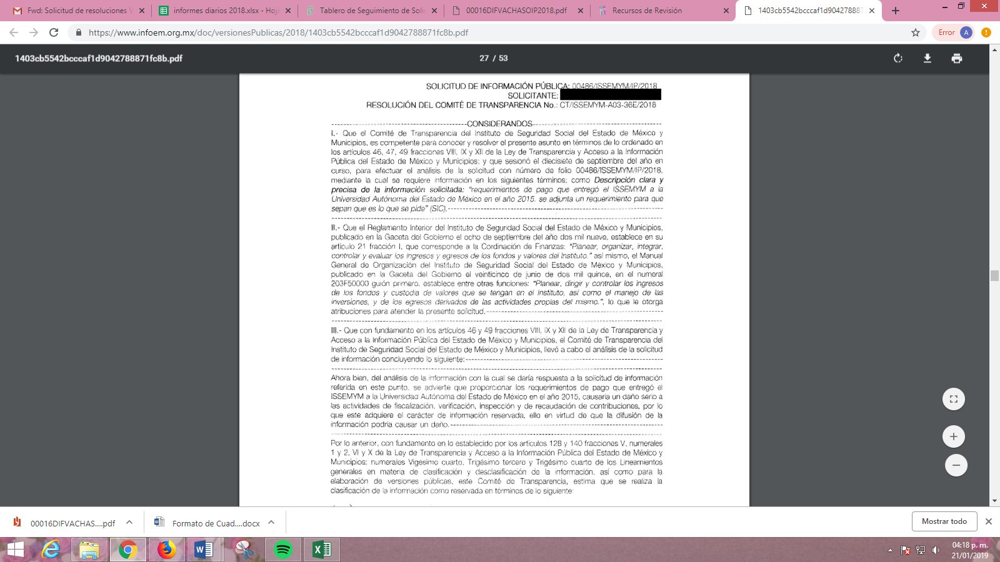 Fwd: Solicitud de resoluciones V
informes diarios 2018.xlsx - Hoja
Tablero de Seguimiento de Solic
00016DIFVACHASOIP2018.pdf
Recursos de Revisión
1403cb5542bcccaf1d9042788871
https://www.infoem.org.mx/doc/versionesPublicas/2018/1403cb5542bcccaf1d9042788871fc8b.pdf
Error A
1403cb5542bcccaf1d9042788871fc8b.pdf
27 / 53
SOLICITUD DE INFORMACIÓN PÚBLICA: 00486/ISSEMYM/IP/2018
SOLICITANTE:
RESOLUCIÓN DEL COMITÉ DE TRANSPARENCIA No.: CT/ISSEMYM-A03-36E/2018
CONSIDERANDOS
I.- Que el Comité de Transparencia del Instituto de Seguridad Social del Estado de México y
Municipios, es competente para conocer y resolver el presente asunto en términos de lo ordenado en
los artículos 46, 47, 49 fracciones VIII, IX y XII de la Ley de Transparencia y Acceso a la Información
Pública del Estado de México y Municipios; y que sesionó el diecisiete de septiembre del año en
curso, para efectuar el análisis de la solicitud con número de folio 00486/ISSEMYM/IP/2018,
mediante la cual se requiere información en los siguientes términos; como Descripción clara y
precisa de la información solicitada: "requerimientos de pago que entregó el ISSEMYM a la
Universidad Autónoma del Estado de México en el año 2015. se adjunta un requerimiento para que
sepan que es lo que se pide" (SIC).
II.- Que el Reglamento Interior del Instituto de Seguridad Social del Estado de México y Municipios,
publicado en la Gaceta del Gobierno el ocho de septiembre del año dos mil nueve, establece en su
artículo 21 fracción I, que corresponde a la Cordinación de Finanzas: "Planear, organizar, integrar,
controlar y evaluar los ingresos y egresos de los fondos y valores del Instituto." así mismo, el Manual
General de Organización del Instituto de Seguridad Social del Estado de México y Municipios,
publicado en la Gaceta del Gobierno el veinticinco de junio de dos mil quince, en el numeral
203F50000 guión primero, establece entre otras funciones: "Planear, dirigir y controlar los ingresos
de los fondos y custodia de valores que se tengan en el Instituto, así como el manejo de las
inversiones, y de los egresos derivados de las actividades propias del mismo.", lo que le otorga
atribuciones para atender la presente solicitud.
III.- Que con fundamento en los artículos 46 y 49 fracciones VIII, IX y XII de la Ley de Transparencia y
Acceso a la Información Pública del Estado de México y Municipios, el Comité de Transparencia del
Instituto de Seguridad Social del Estado de México y Municipios, llevó a cabo el análisis de la solicitud
de información concluyendo lo siguiente:
Ahora bien, del análisis de la información con la cual se daría respuesta a la solicitud de información
referida en este punto, se advierte que proporcionar los requerimientos de pago que entregó el
ISSEMYM a la Universidad Autónoma del Estado de México en el año 2015, causaría un daño serio a
las actividades de fiscalización, verificación, inspección y de recaudación de contribuciones, por lo
que este adquiere el carácter de información reservada, ello en virtud de que la difusión de la
información podría causar un daño.
Por lo anterior, con fundamento en lo establecido por los artículos 128 y 140 fracciones V, numerales
1 y 2, VI y X de la Ley de Transparencia y Acceso a la Información Pública del Estado de México y
Municipios; numerales Vigésimo cuarto, Trigésimo tercero y Trigésimo cuarto de los Lineamientos
generales en materia de clasificación y desclasificación de la información, así como para la
elaboración de versiones públicas, este Comité de Transparencia, estima que se realiza la
clasificación de la información como reservada en términos de lo siguiente:
00016DIFVACHAS....pdf
Formato de Cuad....docx
Mostrar todo
04:18 p. m.
21/01/2019